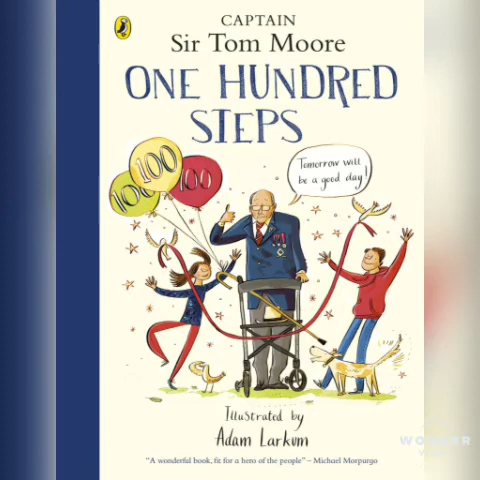 CAPTAIN
Sir Tom Moore
ONE HUNDRED
STEPS
100
100
100
Tomorrow will
be a good day!
Illustrated by
Adam Larkum
"A wonderful book, fit for a hero of the people" – Michael Morpurgo